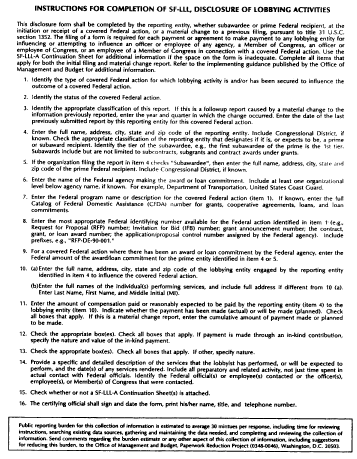 INSTRUCTIONS FOR COMPLETION OF SF-LLL, DISCLOSURE OF LOBBYING ACTIVITIES
This disclosure form shall be completed by the reporting entity, whether subawardee or prime Federal recipient, at the
initiation or receipt of a covered Federal action, or a material change to a previous filing, pursuant to title 31 U.S.C.
section 1352. The filing of a form is required for each payment or agreement to make payment to any lobbying entity for
influencing or attempting to influence an officer or employee of any agency, a Member of Congress, an officer or
employee of Congress, or an employee of a Member of Congress in connection with a covered Federal action. Use the
SF-LLL-A Continuation Sheet for additional information if the space on the form is inadequate. Complete all items that
apply for both the initial filing and material change report. Refer to the implementing guidance published by the Office of
Management and Budget for additional information.
1. Identify the type of covered Federal action for which lobbying activity is and/or has been secured to influence the
outcome of a covered Federal action.
2. Identify the status of the covered Federal action.
3. Identify the appropriate classification of this report. If this is a followup report caused by a material change to the
information previously reported, enter the year and quarter in which the change occurred. Enter the date of the last
previously submitted report by this reporting entity for this covered Federal action.
4. Enter the full name, address, city, state and zip code of the reporting entity. Include Congressional District, if
known. Check the appropriate classification of the reporting entity that designates if it is, or expects to be, a prime
or subaward recipient. Identify the tier of the subawardee, e.g., the first subawardee of the prime is the 1st tier.
Subawards include but are not limited to subcontracts, subgrants and contract awards under grants.
5. If the organization filing the report in item 4 checks "Subawardee", then enter the full name, address, city, state and
zip code of the prime Federal recipient. Include Congressional District, if known.
6. Enter the name of the Federal agency making the award or loan commitment. Include at least one organizational
level below agency name, if known. For example, Department of Transportation, United States Coast Guard.
7. Enter the Federal program name or description for the covered Federal action (item 1). If known, enter the full
Catalog of Federal Domestic Assistance (CFDA) number for grants, cooperative agreements, loans, and loan
commitments.
8. Enter the most appropriate Federal identifying number available for the Federal action identified in item 1 (e.g.,
Request for Proposal (RFP) number; Invitation for Bid (IFB) number; grant announcement number; the contract,
grant, or loan award number; the application/proposal control number assigned by the Federal agency). Include
prefixes, e.g., "RFP-DE-90-001."
9. For a covered Federal action where there has been an award or loan commitment by the Federal agency, enter the
Federal amount of the award/loan commitment for the prime entity identified in item 4 or 5.
10. (a) Enter the full name, address, city, state and zip code of the lobbying entity engaged by the reporting entity
identified in item 4 to influence the covered Federal action.
(b) Enter the full names of the individual(s) performing services, and include full address if different from 10 (a).
Enter Last Name, First Name, and Middle Initial (MI).
11. Enter the amount of compensation paid or reasonably expected to be paid by the reporting entity (item 4) to the
lobbying entity (item 10). Indicate whether the payment has been made (actual) or will be made (planned). Check
all boxes that apply. If this is a material change report, enter the cumulative amount of payment made or planned
to be made.
12. Check the appropriate box(es). Check all boxes that apply. If payment is made through an in-kind contribution,
specify the nature and value of the in-kind payment.
13. Check the appropriate box(es). Check all boxes that apply. If other, specify nature.
14. Provide a specific and detailed description of the services that the lobbyist has performed, or will be expected to
perform, and the date(s) of any services rendered. Include all preparatory and related activity, not just time spent in
actual contact with Federal officials. Identify the Federal official(s) or employee(s) contacted or the officer(s),
employee(s), or Member(s) of Congress that were contacted.
15. Check whether or not a SF-LLL-A Continuation Sheet(s) is attached.
16. The certifying official shall sign and date the form, print his/her name, title, and telephone number.
Public reporting burden for this collection of information is estimated to average 30 mintues per response, including time for reviewing
instructions, searching existing data sources, gathering and maintaining the data needed, and completing and reviewing the collection of
information. Send comments regarding the burden estimate or any other aspect of this collection of information, including suggestions
for reducing this burden, to the Office of Management and Budget, Paperwork Reduction Project (0348-0046), Washington, D.C. 20503.